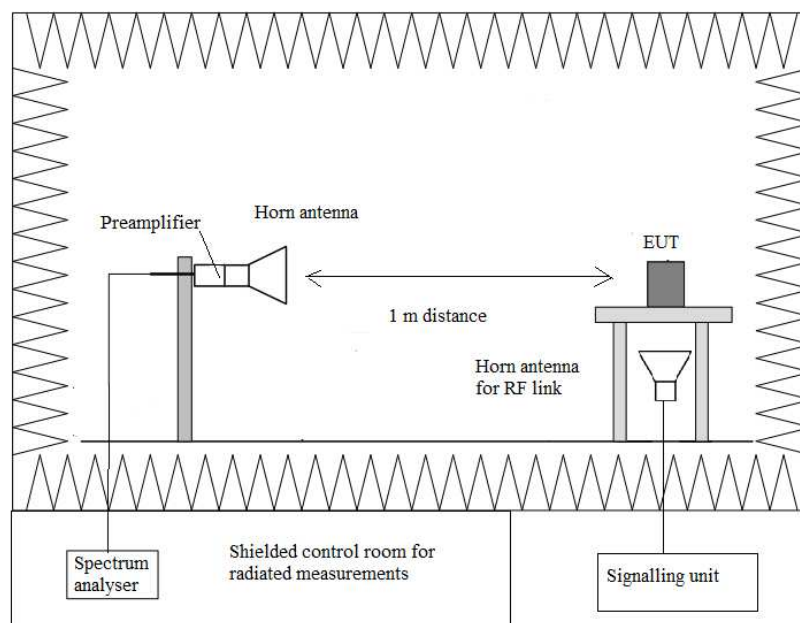 Preamplifier
Horn antenna
EUT
1 m distance
Horn antenna
for RF link
Spectrum
analyser
Shielded control room for
radiated measurements
Signalling unit